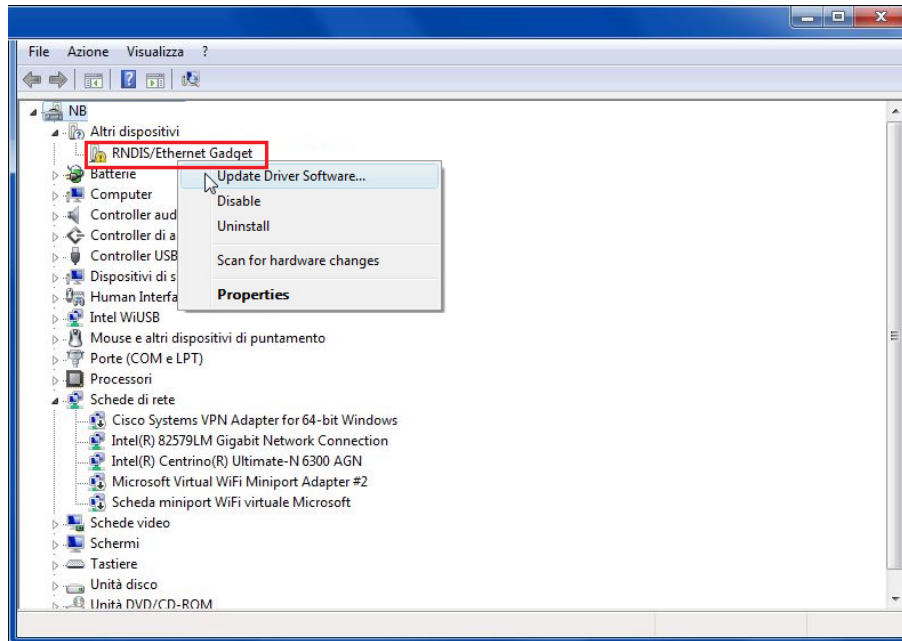 File Azione Visualizza ?
NB
Altri dispositivi
RNDIS/Ethernet Gadget
Batterie
Update Driver Software...
Computer
Disable
Controller aud
Uninstall
Controller di a
Controller USB
Scan for hardware changes
Dispositivi di s
Human Interfa
Properties
Intel WiUSB
Mouse e altri dispositivi di puntamento
Porte (COM e LPT)
Processori
Schede di rete
Cisco Systems VPN Adapter for 64-bit Windows
Intel(R) 82579LM Gigabit Network Connection
Intel(R) Centrino(R) Ultimate-N 6300 AGN
Microsoft Virtual WiFi Miniport Adapter #2
Scheda miniport WiFi virtuale Microsoft
Schede video
Schermi
Tastiere
Unità disco
Unità DVD/CD-ROM